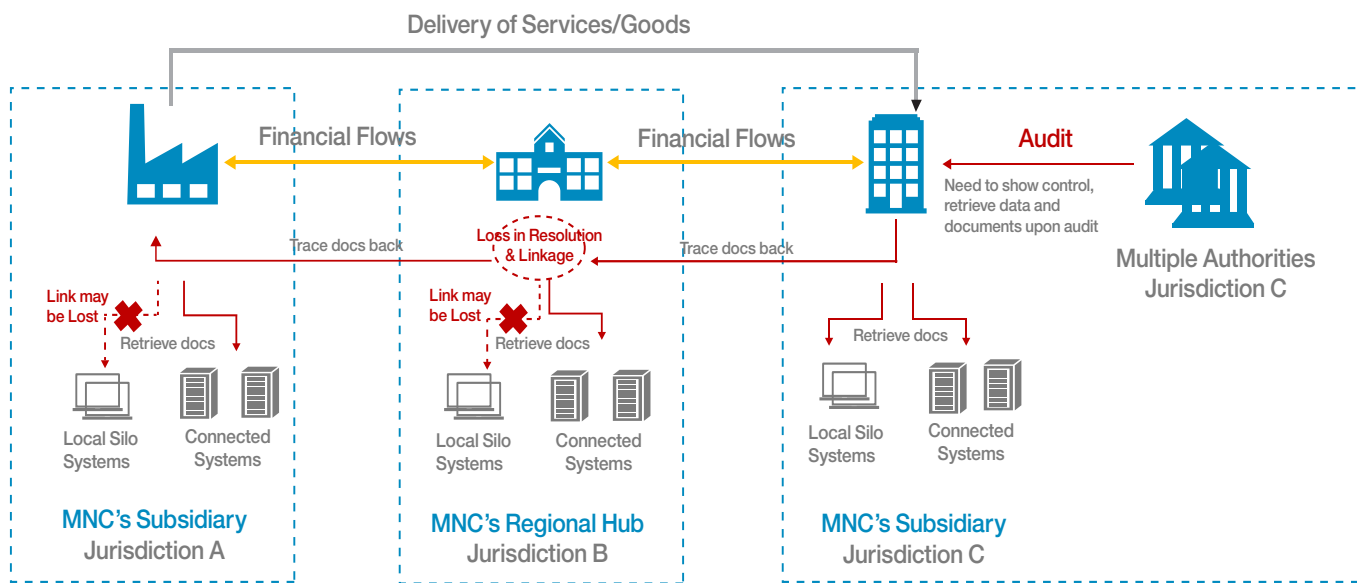 Delivery of Services/Goods
Financial Flows
Financial Flows
Audit
Need to show control,
retrieve data and
documents upon audit
Multiple Authorities
Jurisdiction C
Trace docs back
Loss in Resolution
& Linkage
Trace docs back
Link may
be Lost
Retrieve docs
Local Silo
Systems
Connected
Systems
MNC's Subsidiary
Jurisdiction A
Link may
be Lost
Retrieve docs
Local Silo
Systems
Connected
Systems
MNC's Regional Hub
Jurisdiction B
Retrieve docs
Local Silo
Systems
Connected
Systems
MNC's Subsidiary
Jurisdiction C